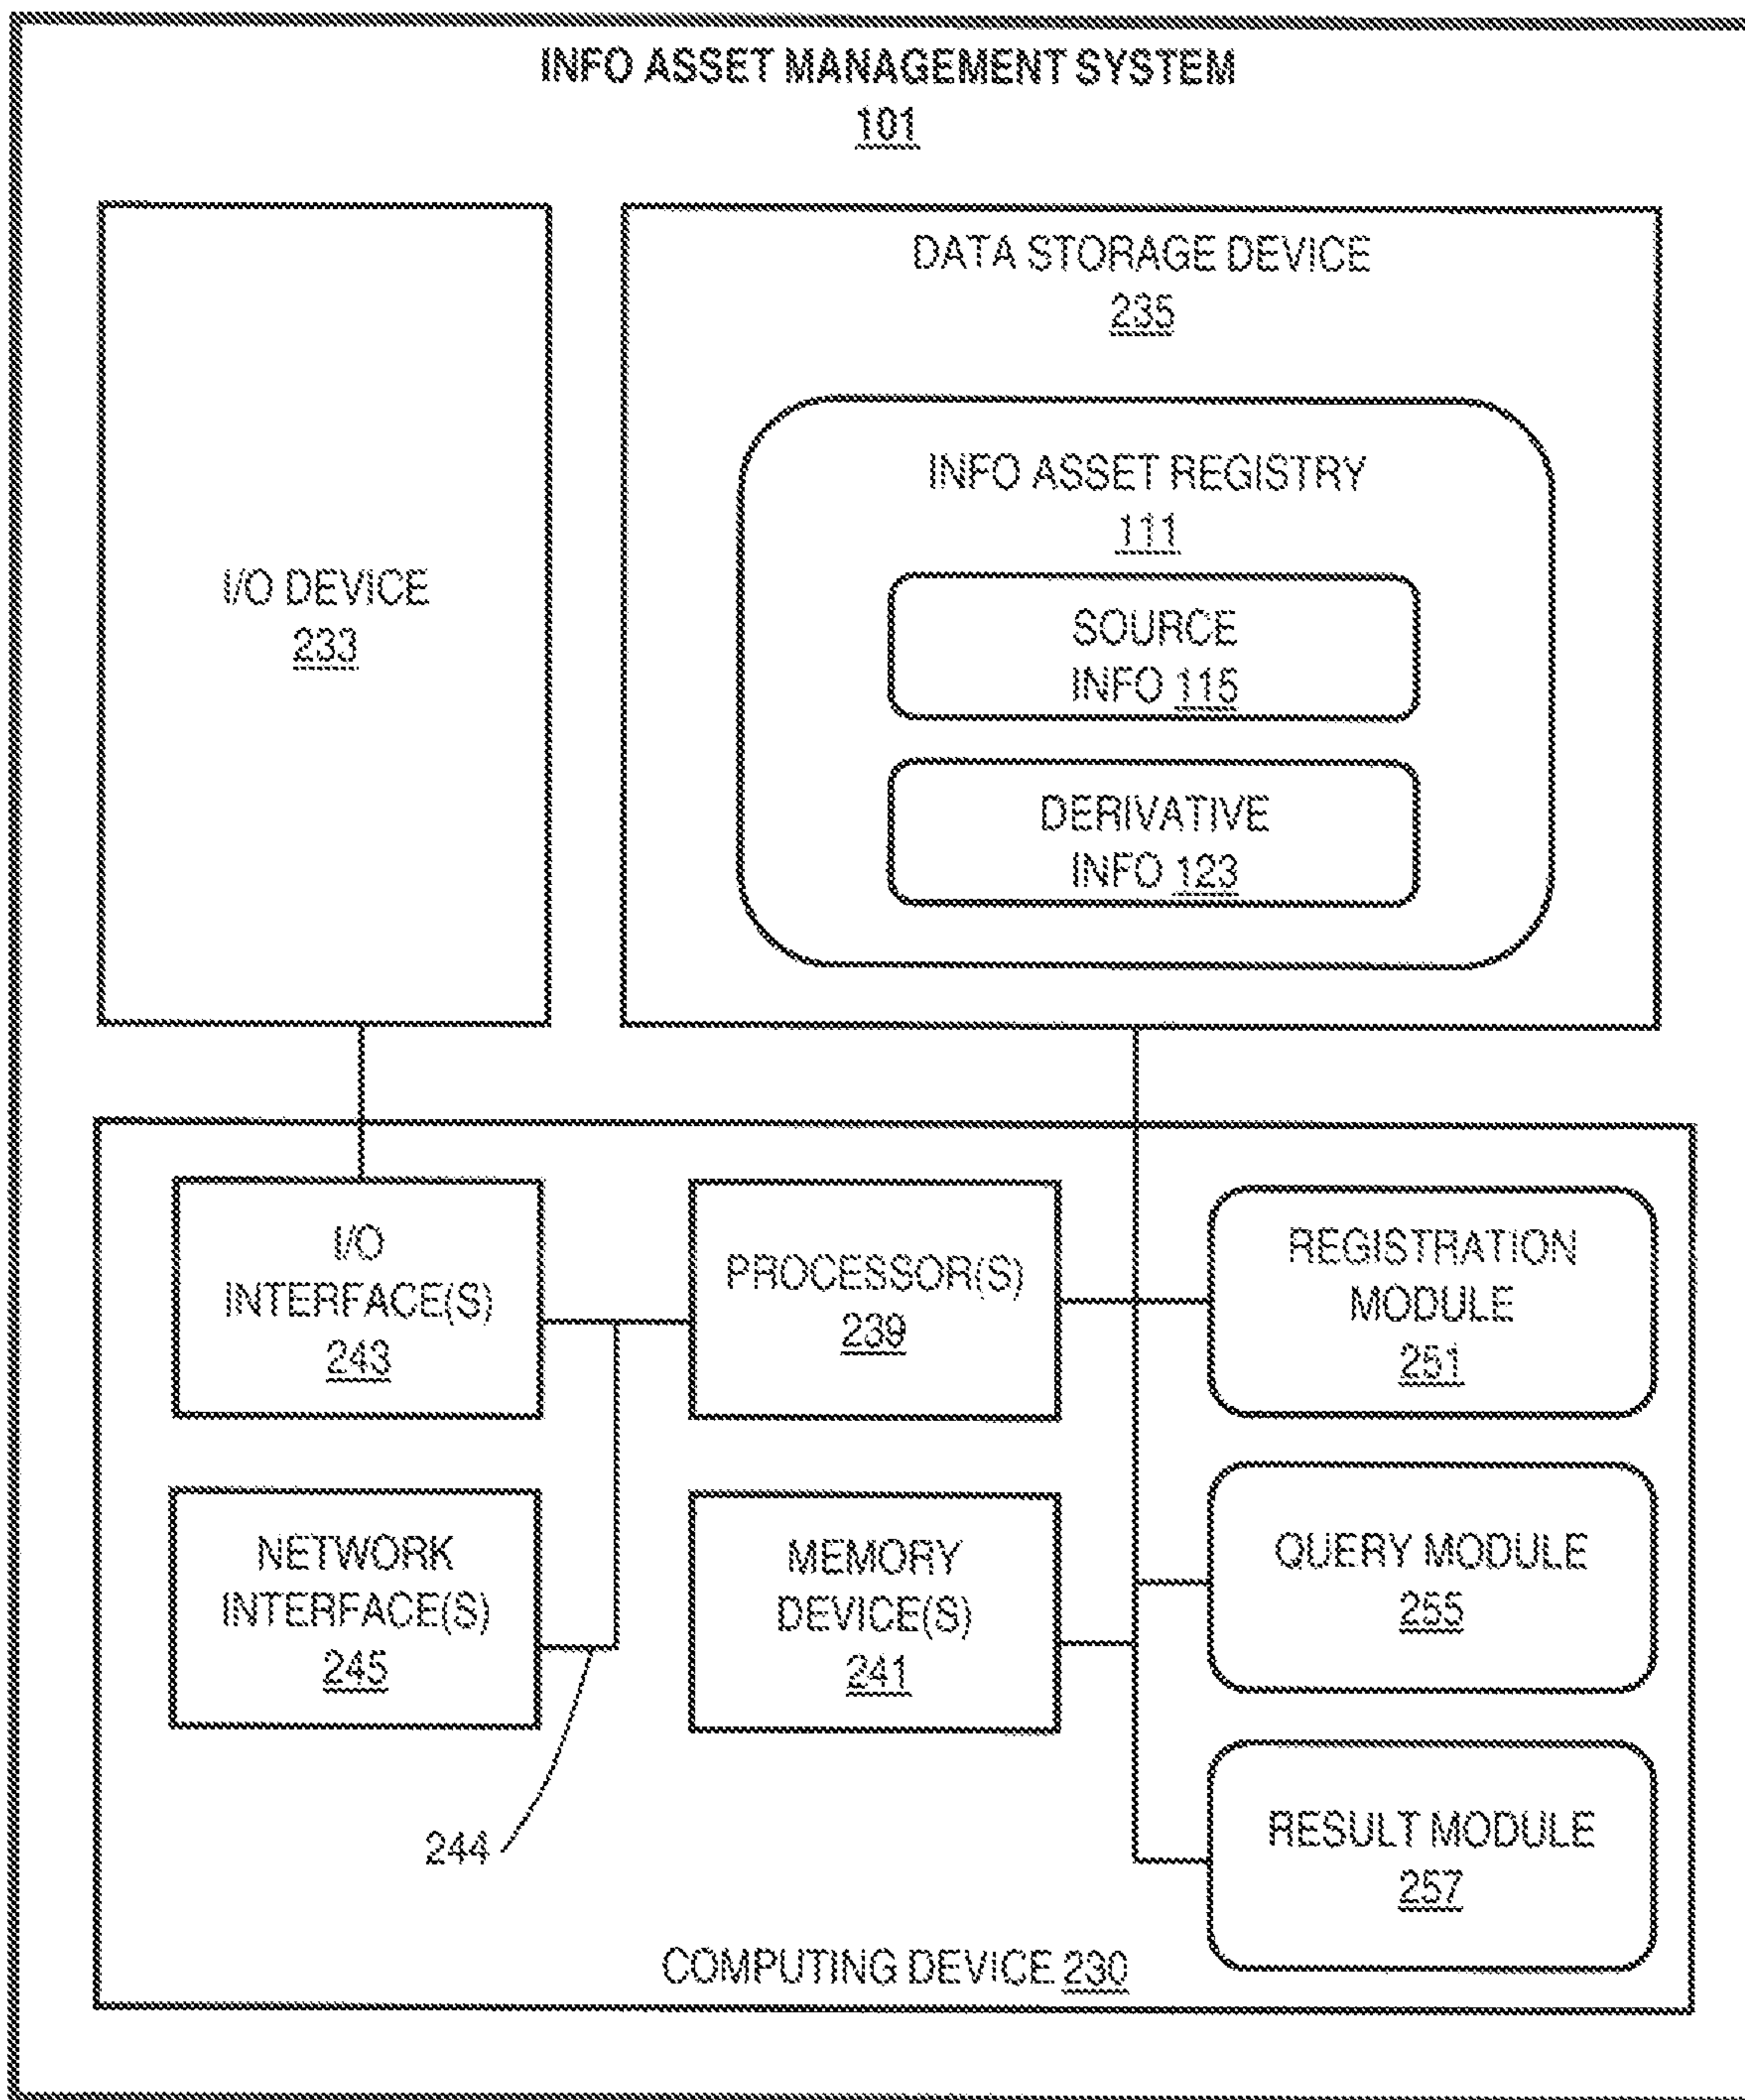 INFO ASSET MANAGEMENT SYSTEM
101
I/O DEVICE
233
DATA STORAGE DEVICE
235
INFO ASSET REGISTRY
111
SOURCE
INFO 115
DERIVATIVE
INFO 123
I/O
INTERFACE(S)
243
PROCESSOR(S)
239
REGISTRATION
MODULE
251
NETWORK
INTERFACE(S)
245
MEMORY
DEVICE(S)
241
QUERY MODULE
255
244
RESULT MODULE
257
COMPUTING DEVICE 230